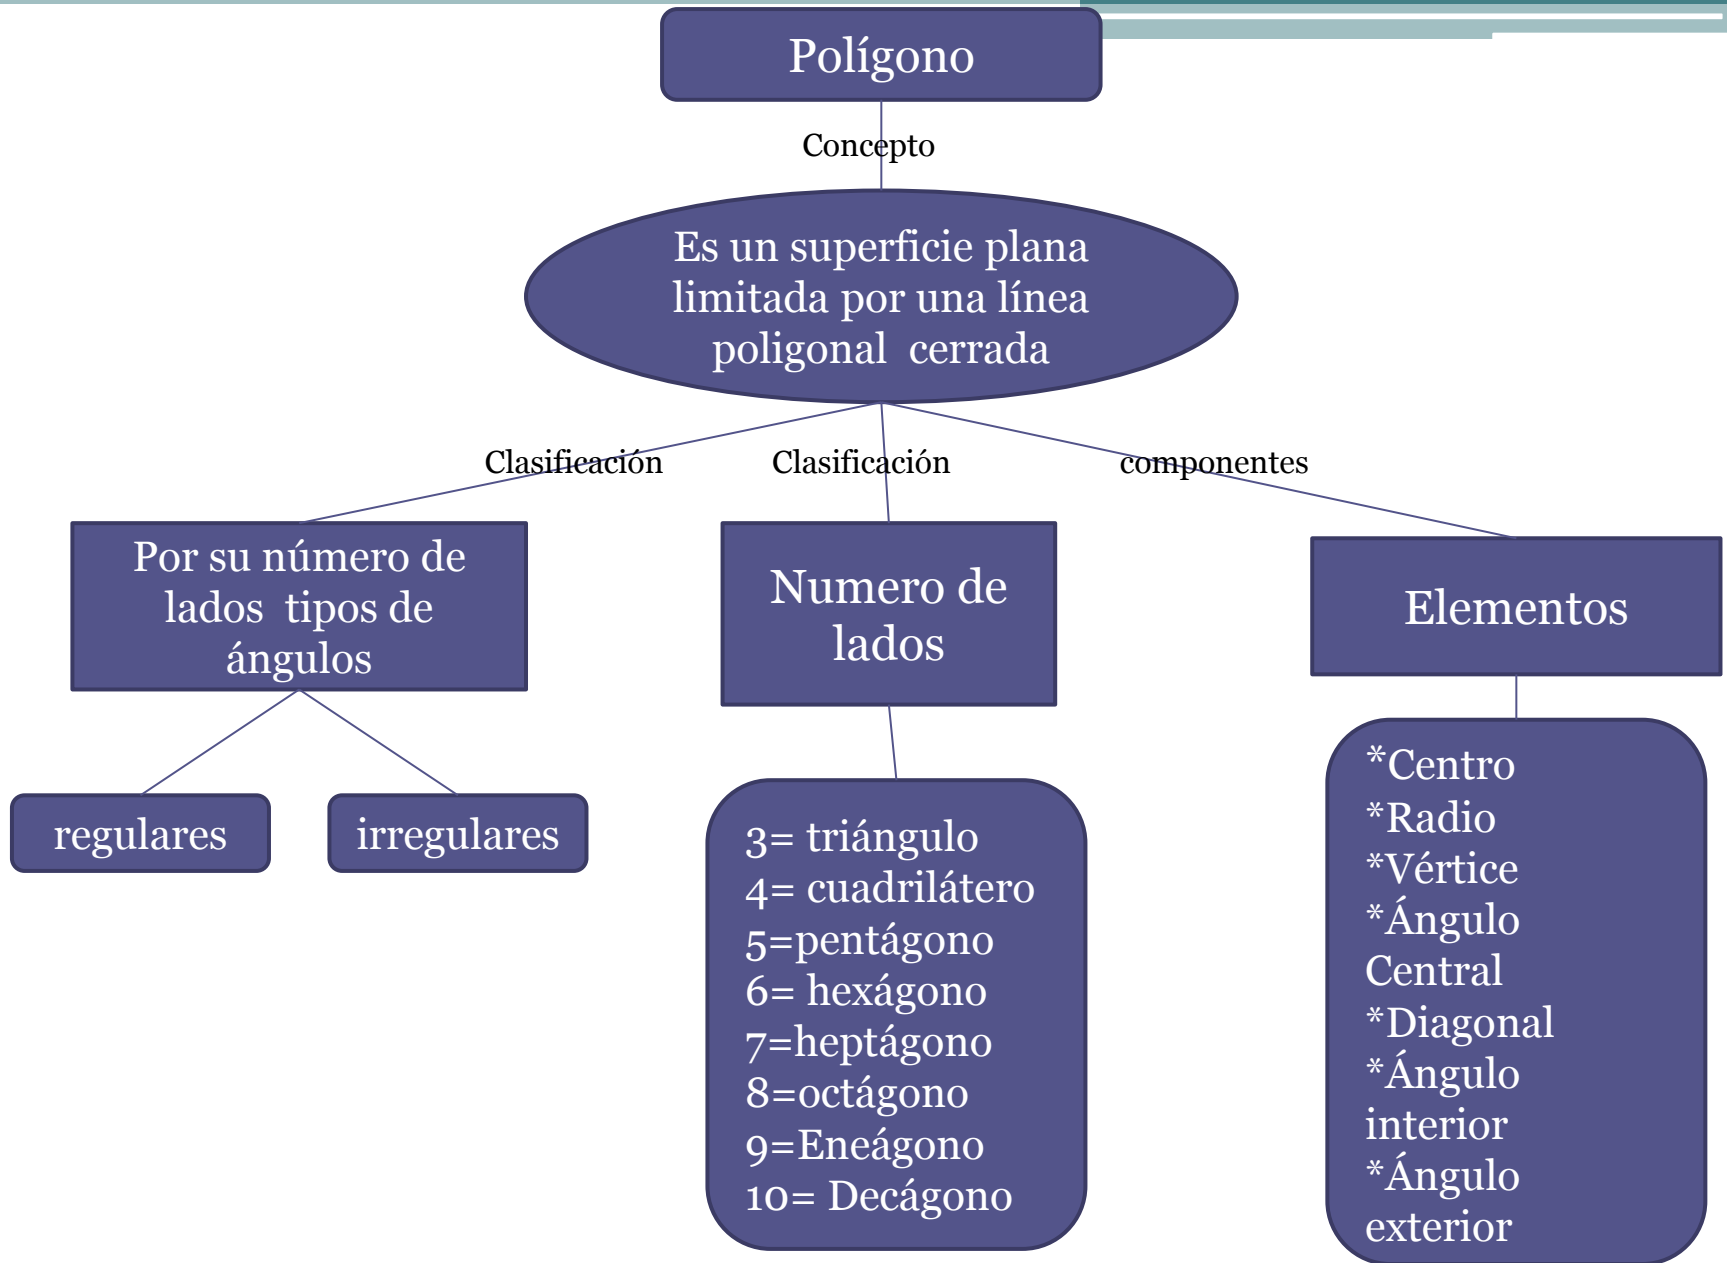 Polígono
Concepto
Es un superficie plana
limitada por una línea
poligonal cerrada
Clasificación
Clasificación
componentes
Por su número de
lados tipos de
ángulos
Numero de
lados
Elementos
regulares
irregulares
3= triángulo
4= cuadrilátero
5=pentágono
6= hexágono
7=heptágono
8=octágono
9=Eneágono
10= Decágono
*Centro
*Radio
*Vértice
*Ángulo
Central
*Diagonal
*Ángulo
interior
*Ángulo
exterior